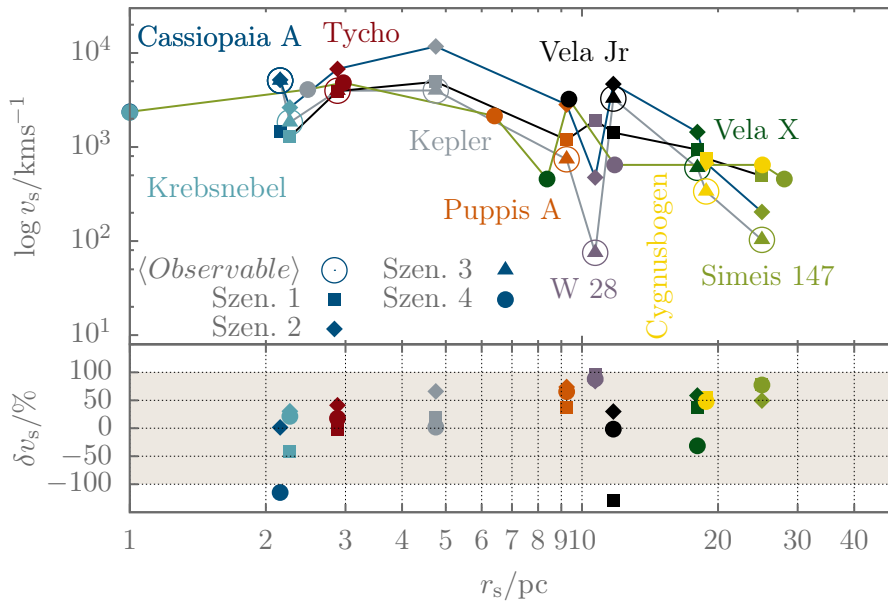 Cassiopaia A
Tycho
Vela Jr
Kepler
Vela X
Krebsnebel
Puppis A
W 28
Cygnusbogen
Simeis 147
⟨Observable⟩
Szen. 1
Szen. 2
Szen. 3
Szen. 4
log v_s/kms^{−1}
10^4
10^3
10^2
10^1
δv_s/%
100
50
0
−50
−100
1 2 3 4 5 6 7 8 9 10 20 30 40
r_s/pc